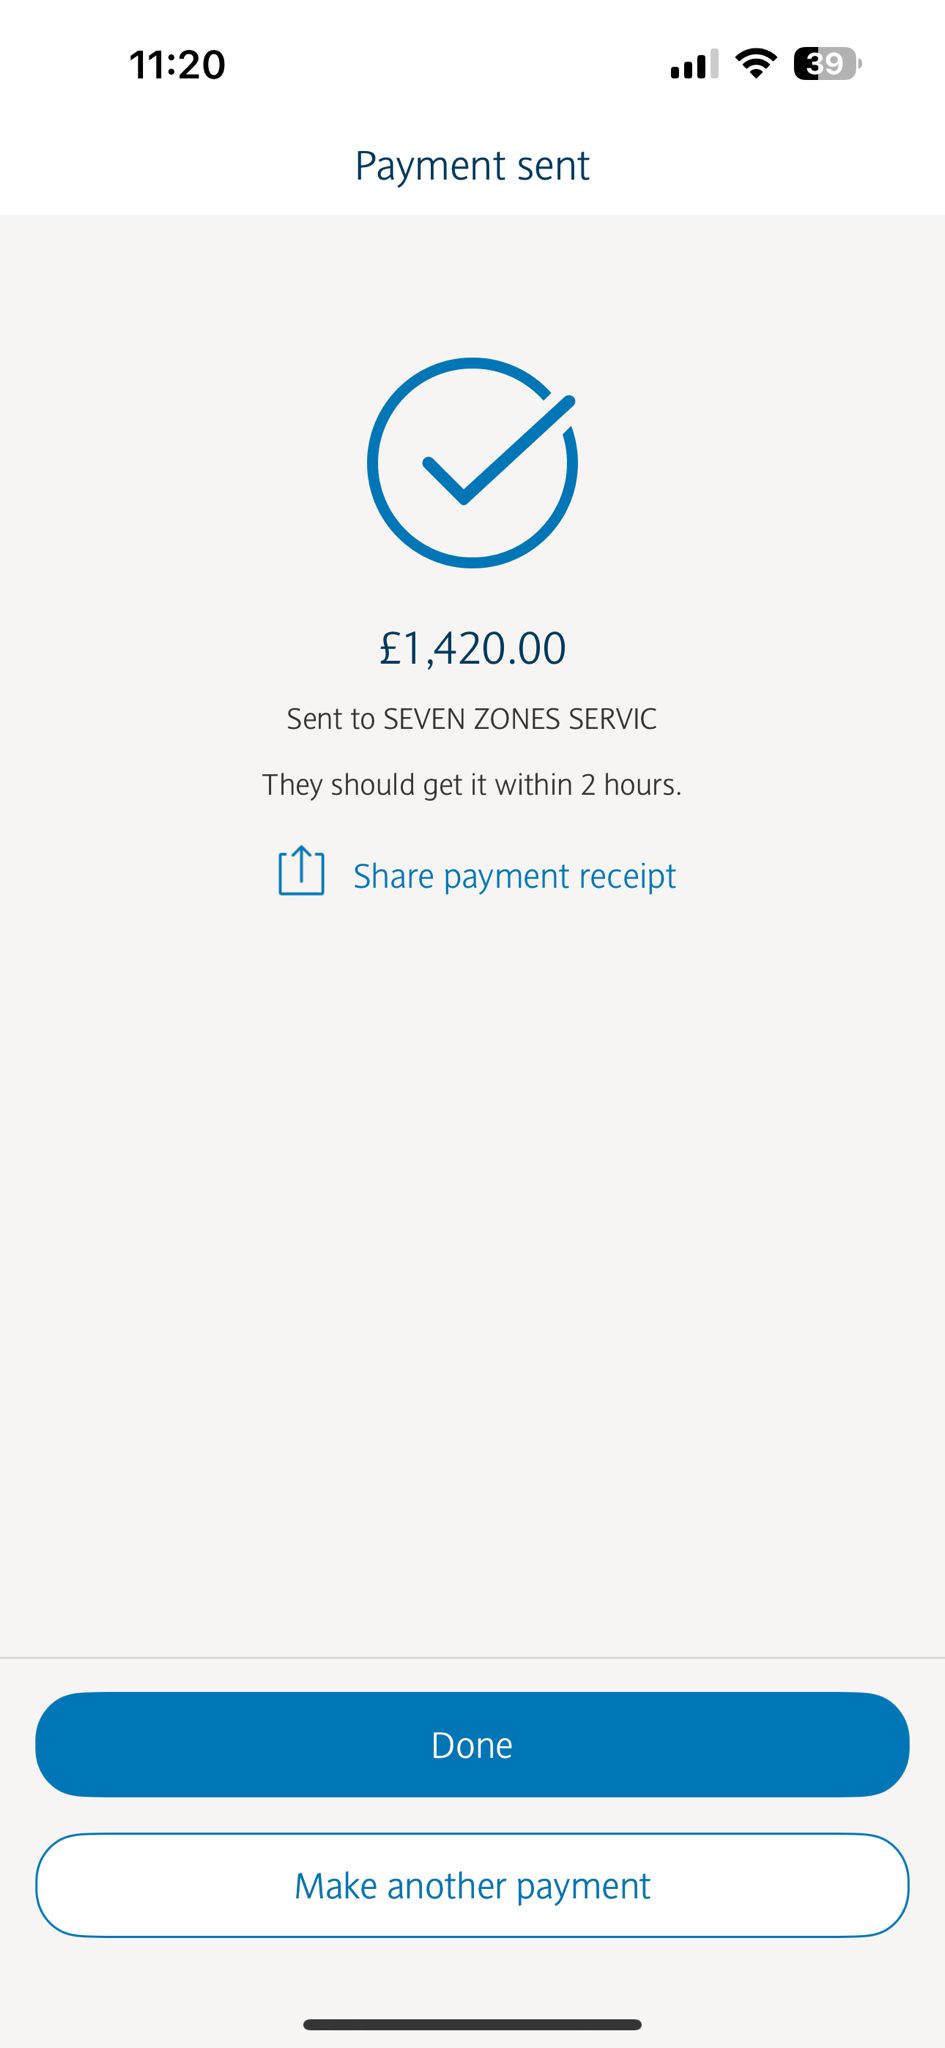 11:20
39
Payment sent
£1,420.00
Sent to SEVEN ZONES SERVIC
They should get it within 2 hours.
Share payment receipt
Done
Make another payment